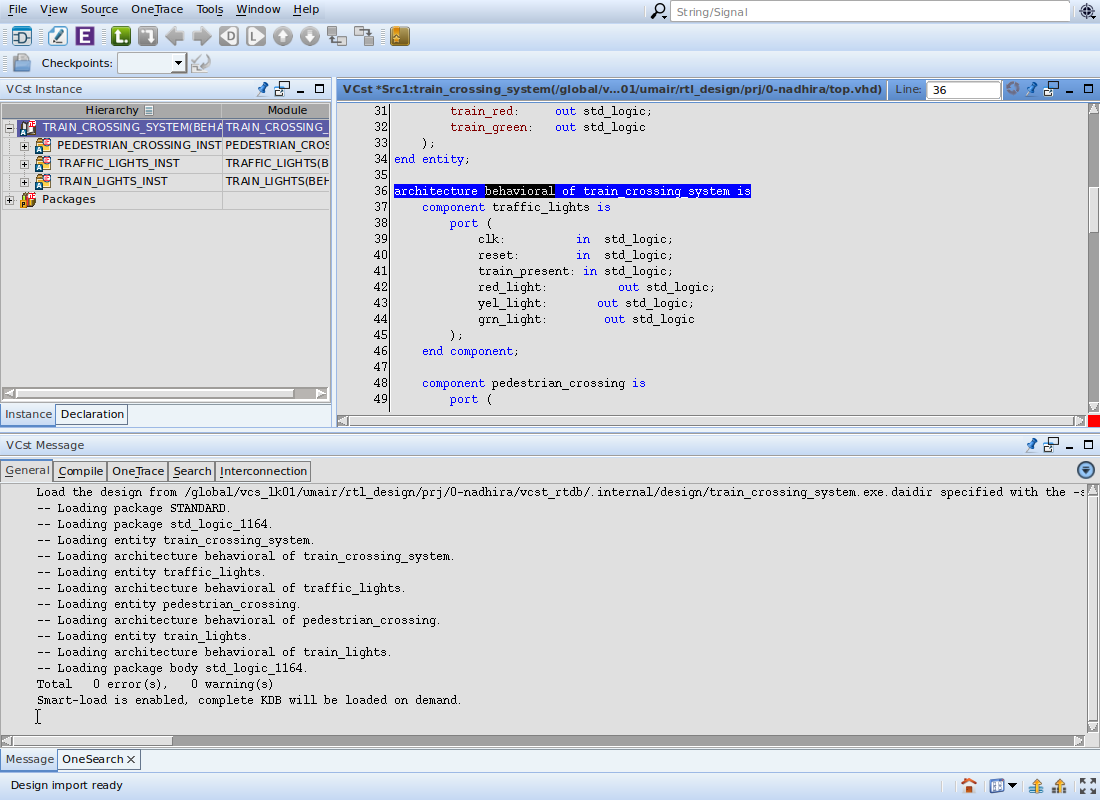 File View Source OneTrace Tools Window Help String/Signal
Checkpoints:
VCst Instance
Hierarchy Module
TRAIN_CROSSING_SYSTEM(BEHA TRAIN_CROSSING_
PEDESTRIAN_CROSSING_INST PEDESTRIAN_CROS
TRAFFIC_LIGHTS_INST TRAFFIC_LIGHTS(B
TRAIN_LIGHTS_INST TRAIN_LIGHTS(BEH
Packages
Instance Declaration
VCst *Src1:train_crossing_system(/global/v...01/umair/rtl_design/prj/0-nadhira/top.vhd) Line: 36
31 train_red: out std_logic;
32 train_green: out std_logic
33 );
34 end entity;
35
36 architecture behavioral of train_crossing_system is
37 component traffic_lights is
38 port (
39 clk: in std_logic;
40 reset: in std_logic;
41 train_present: in std_logic;
42 red_light: out std_logic;
43 yel_light: out std_logic;
44 grn_light: out std_logic
45 );
46 end component;
47
48 component pedestrian_crossing is
49 port (
VCst Message
General Compile OneTrace Search Interconnection
Load the design from /global/vcs_lk01/umair/rtl_design/prj/0-nadhira/vcst_rtdb/.internal/design/train_crossing_system.exe.daidir specified with the -s
-- Loading package STANDARD.
-- Loading package std_logic_1164.
-- Loading entity train_crossing_system.
-- Loading architecture behavioral of train_crossing_system.
-- Loading entity traffic_lights.
-- Loading architecture behavioral of traffic_lights.
-- Loading entity pedestrian_crossing.
-- Loading architecture behavioral of pedestrian_crossing.
-- Loading entity train_lights.
-- Loading architecture behavioral of train_lights.
-- Loading package body std_logic_1164.
Total 0 error(s), 0 warning(s)
Smart-load is enabled, complete KDB will be loaded on demand.
Message OneSearch
Design import ready